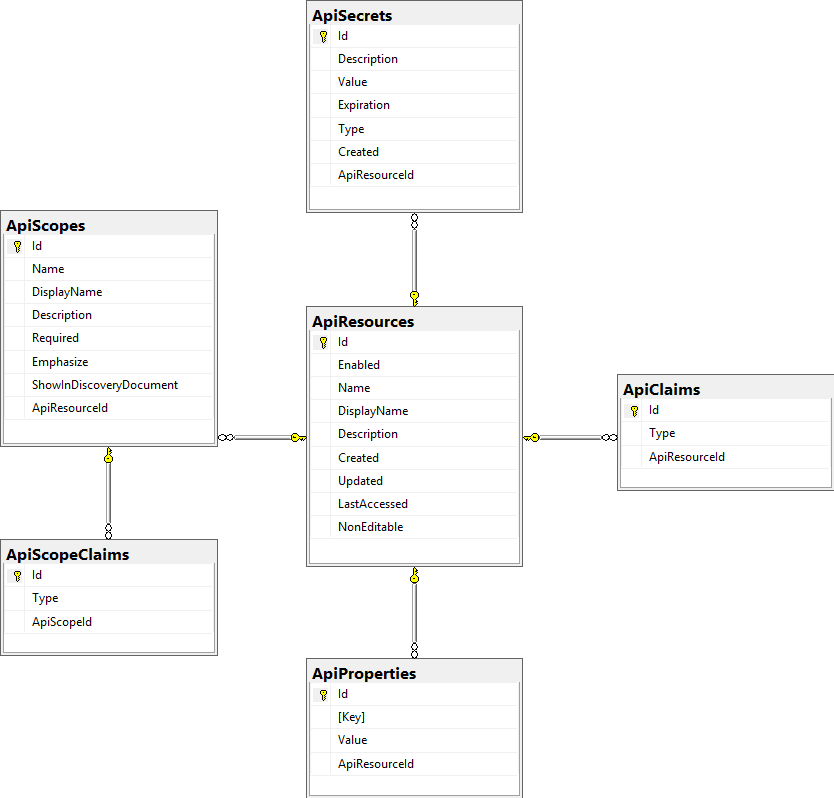 ApiSecrets
Id
Description
Value
Expiration
Type
Created
ApiResourceId
ApiScopes
Id
Name
DisplayName
Description
Required
Emphasize
ShowInDiscoveryDocument
ApiResourceId
ApiResources
Id
Enabled
Name
DisplayName
Description
Created
Updated
LastAccessed
NonEditable
ApiClaims
Id
Type
ApiResourceId
ApiScopeClaims
Id
Type
ApiScopeId
ApiProperties
Id
[Key]
Value
ApiResourceId